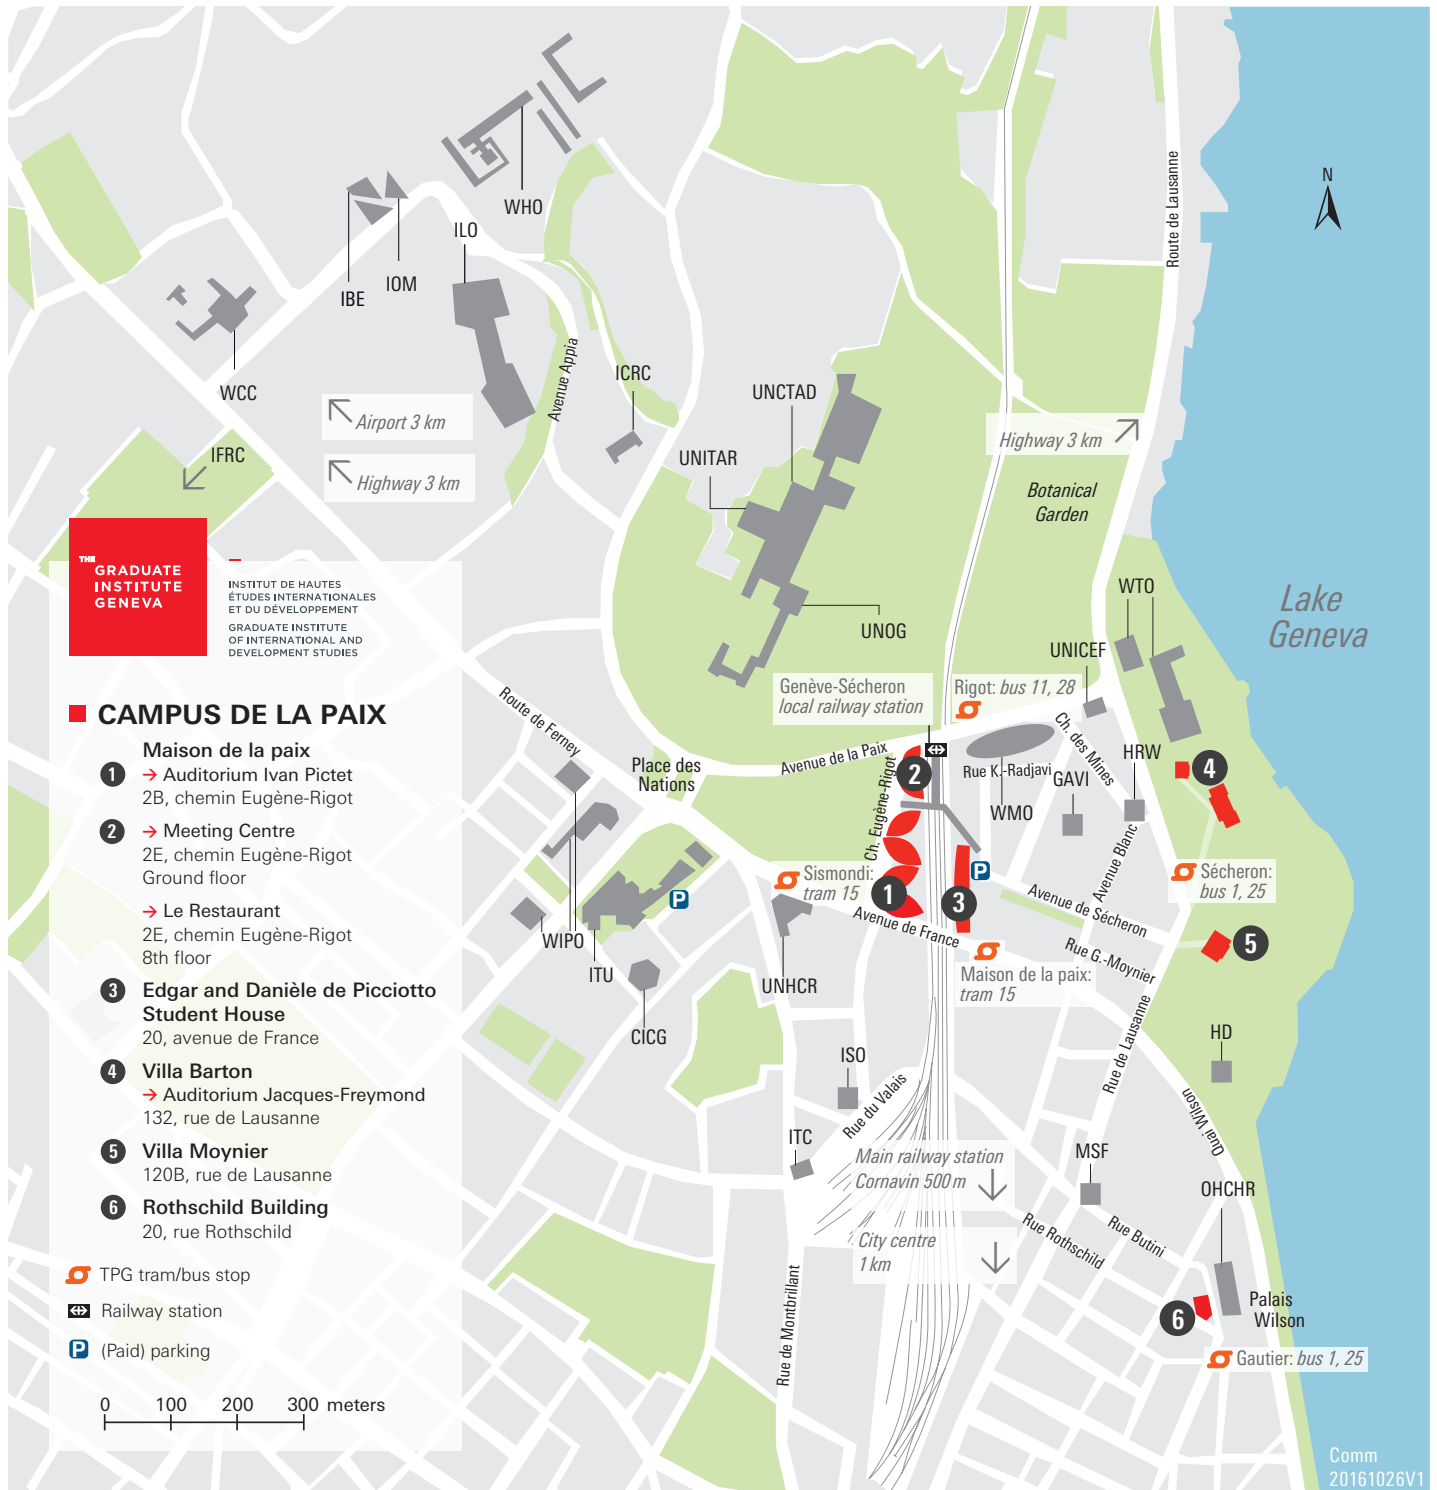 WHO
ILO
IBE
IOM
WCC
Avenue Appia
ICRC
UNCTAD
UNITAR
IFRC
Airport 3 km
Highway 3 km
Highway 3 km
Route de Lausanne
N
Botanical
Garden
Lake
Geneva
WTO
UNOG
UNICEF
THE
GRADUATE
INSTITUTE
GENEVA
INSTITUT DE HAUTES
ÉTUDES INTERNATIONALES
ET DU DÉVELOPPEMENT
GRADUATE INSTITUTE
OF INTERNATIONAL AND
DEVELOPMENT STUDIES
CAMPUS DE LA PAIX
Maison de la paix
1 → Auditorium Ivan Pictet
2B, chemin Eugène-Rigot
2 → Meeting Centre
2E, chemin Eugène-Rigot
Ground floor
→ Le Restaurant
2E, chemin Eugène-Rigot
8th floor
3 Edgar and Danièle de Picciotto
Student House
20, avenue de France
4 Villa Barton
→ Auditorium Jacques-Freymond
132, rue de Lausanne
5 Villa Moynier
120B, rue de Lausanne
6 Rothschild Building
20, rue Rothschild
TPG tram/bus stop
Railway station
P (Paid) parking
0 100 200 300 meters
Route de Ferney
Place des
Nations
Genève-Sécheron
local railway station
Rigot: bus 11, 28
Avenue de la Paix
Ch. Eugène-Rigot
Rue K.-Radjavi
Ch. des Mines
WMO
GAVI
HRW
Avenue Blanc
2
4
Sismondi:
tram 15
1
3
P
P
Sécheron:
bus 1, 25
Avenue de Sécheron
Avenue de France
Rue G.-Moynier
5
Maison de la paix:
tram 15
WIPO
ITU
CICG
UNHCR
ISO
Rue du Valais
ITC
Rue de Lausanne
HD
Quai Wilson
Main railway station
Cornavin 500 m
City centre
1 km
MSF
OHCHR
Rue Butini
Rue Rothschild
Rue de Montbrillant
6
Palais
Wilson
Gautier: bus 1, 25
Comm
20161026V1